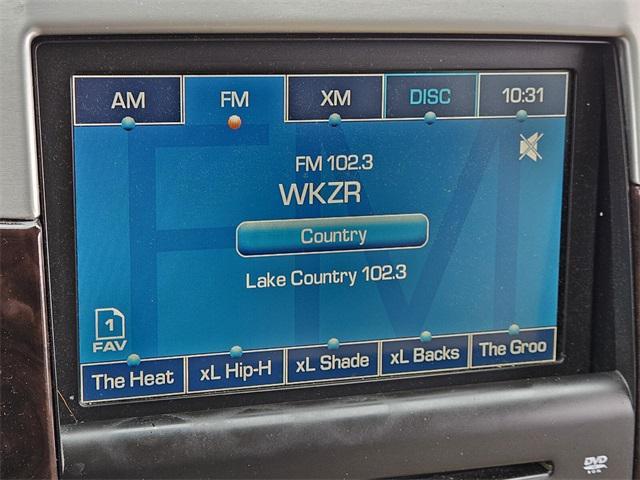 AM FM XM DISC 10:31
FM 102.3
WKZR
Country
Lake Country 102.3
1
FAV
The Heat xL Hip-H xL Shade xL Backs The Groo
DVD
ROM